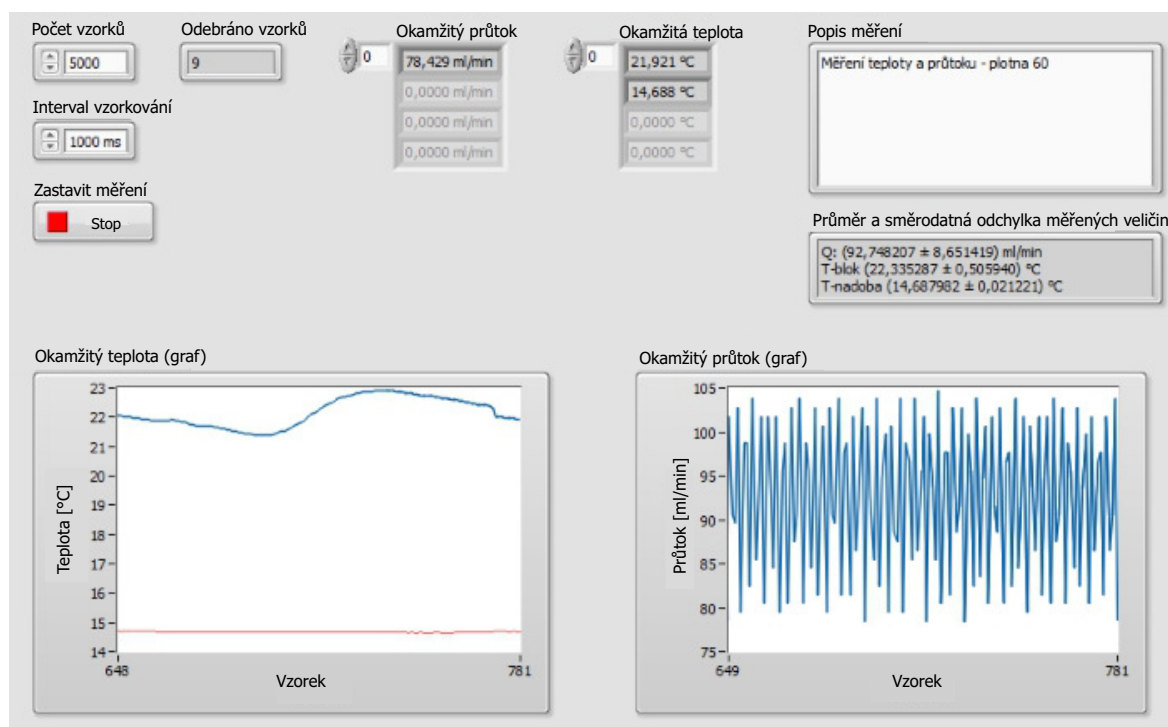 Počet vzorků
5000
Odebráno vzorků
9
Okamžitý průtok
0
78,429 ml/min
0,0000 ml/min
0,0000 ml/min
0,0000 ml/min
Okamžitá teplota
0
21,921 °C
14,688 °C
0,0000 °C
0,0000 °C
Popis měření
Měření teploty a průtoku - plotna 60
Interval vzorkování
1000 ms
Zastavit měření
Stop
Průměr a směrodatná odchylka měřených veličin
Q: (92,748207 ± 8,651419) ml/min
T-blok (22,335287 ± 0,505940) °C
T-nadoba (14,687982 ± 0,021221) °C
Okamžitý teplota (graf)
Teplota [°C]
23
22
21
20
19
18
17
16
15
14
648
781
Vzorek
Okamžitý průtok (graf)
Průtok [ml/min]
105
100
95
90
85
80
75
649
781
Vzorek